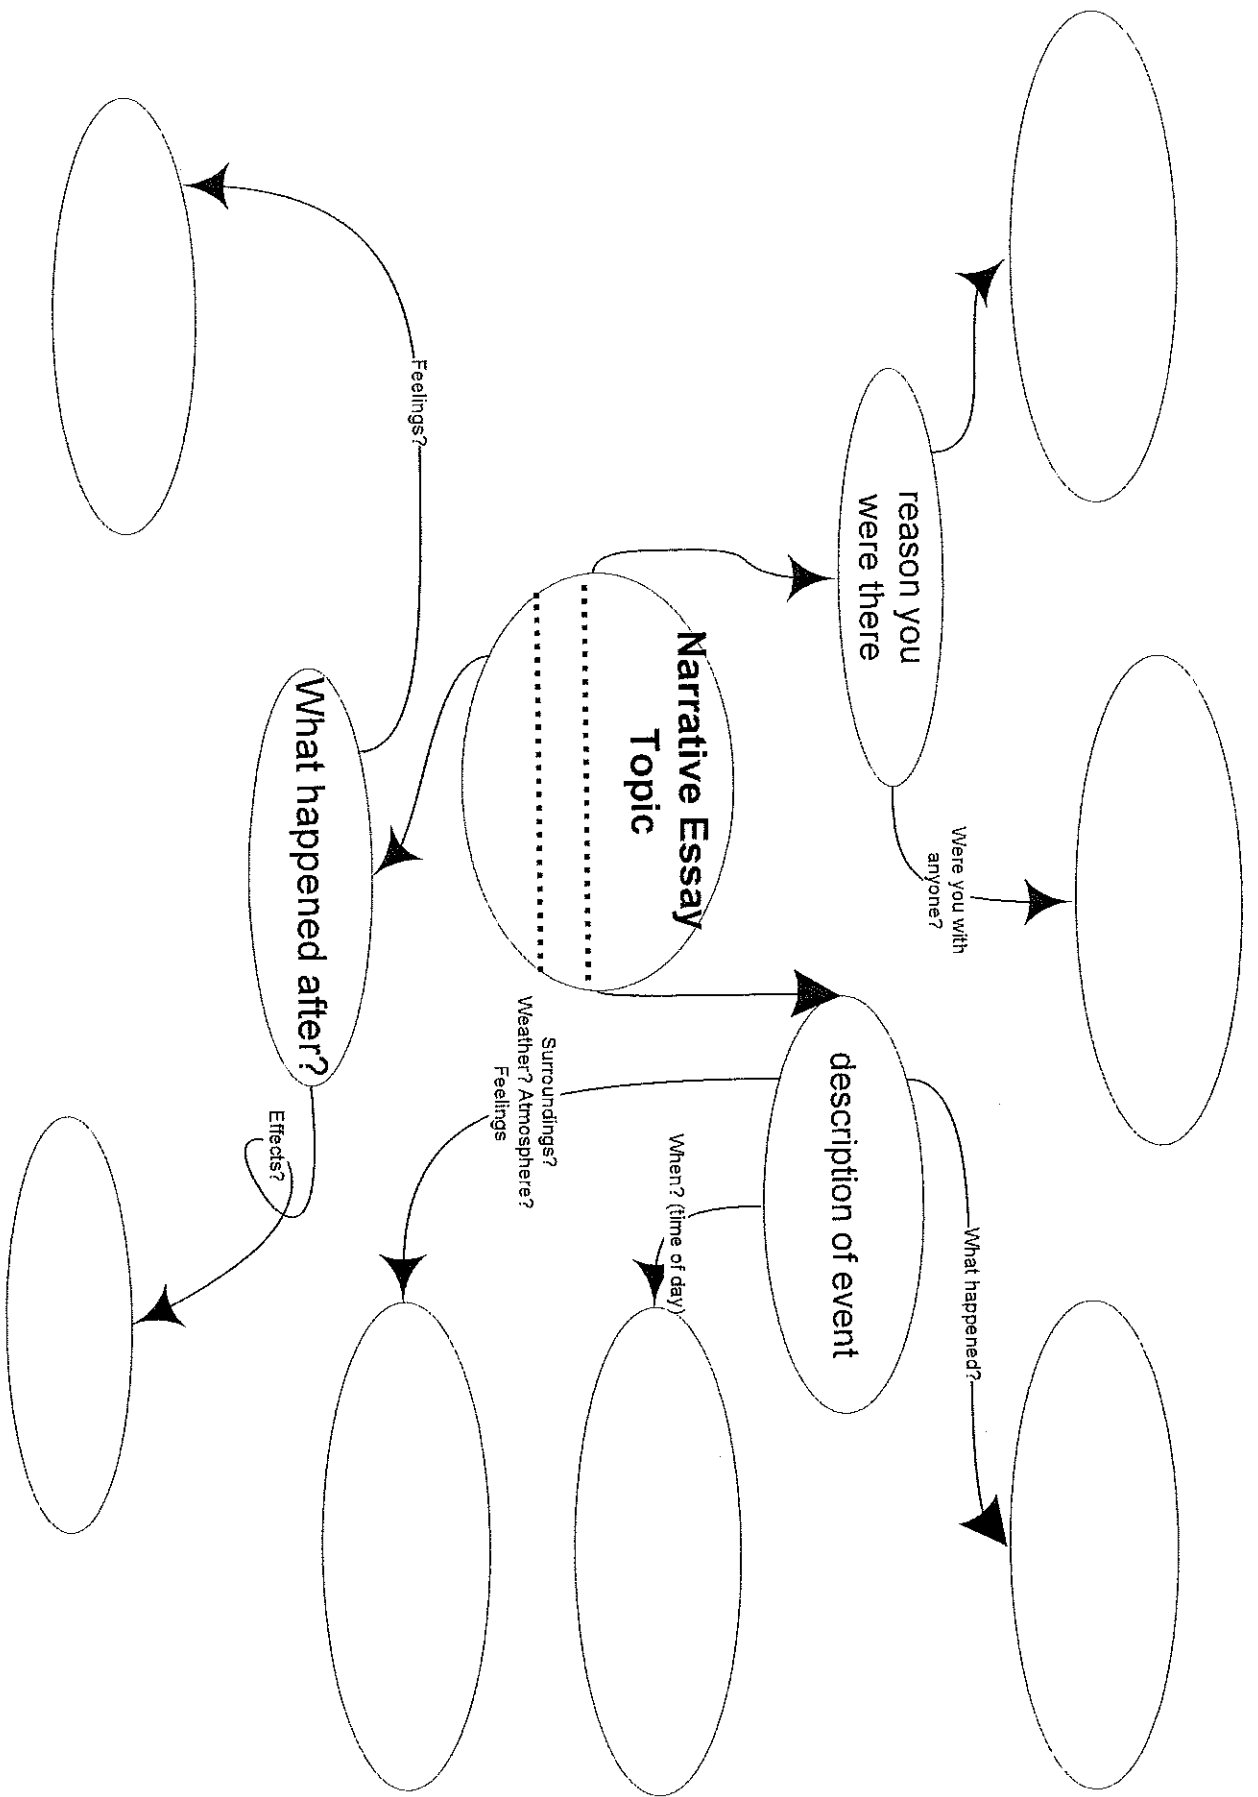 reason you
were there
Were you with
anyone?
Narrative Essay
Topic
description of event
What happened?
When? (time of day)
Surroundings?
Weather? Atmosphere?
Feelings
What happened after?
Feelings?
Effects?